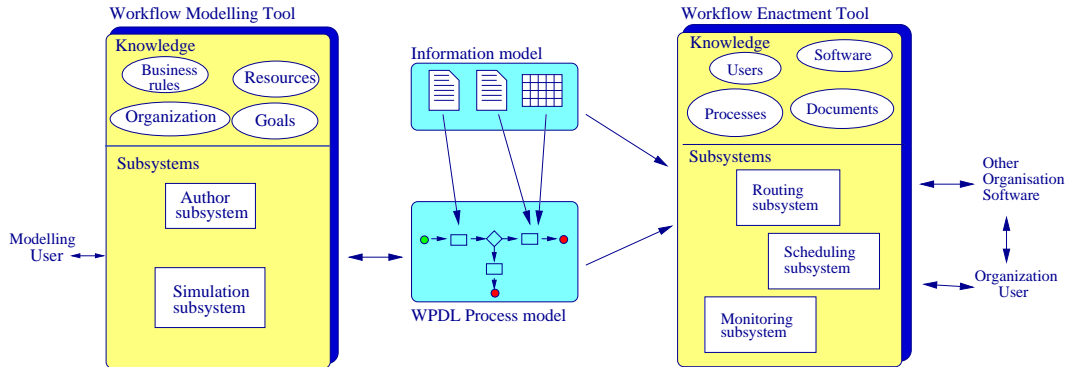 Workflow Modelling Tool
Knowledge
Business
rules
Resources
Organization
Goals
Subsystems
Author
subsystem
Simulation
subsystem
Modelling
User
Information model
WPDL Process model
Workflow Enactment Tool
Knowledge
Users
Software
Processes
Documents
Subsystems
Routing
subsystem
Scheduling
subsystem
Monitoring
subsystem
Other
Organisation
Software
Organization
User